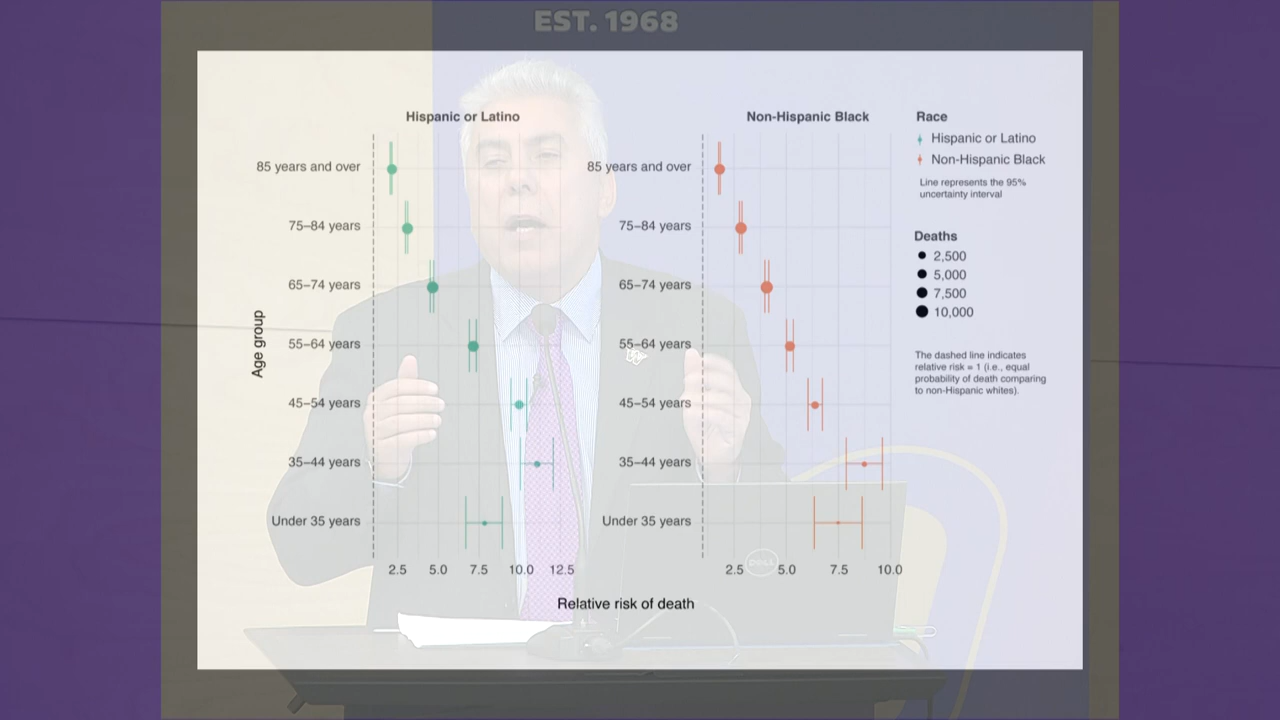 EST. 1968
Hispanic or Latino
85 years and over
75–84 years
65–74 years
55–64 years
45–54 years
35–44 years
Under 35 years
Age group
2.5 5.0 7.5 10.0 12.5
Non-Hispanic Black
85 years and over
75–84 years
65–74 years
55–64 years
45–54 years
35–44 years
Under 35 years
2.5 5.0 7.5 10.0
Relative risk of death
Race
Hispanic or Latino
Non-Hispanic Black
Line represents the 95%
uncertainty interval
Deaths
2,500
5,000
7,500
10,000
The dashed line indicates
relative risk = 1 (i.e., equal
probability of death comparing
to non-Hispanic whites).
DELL